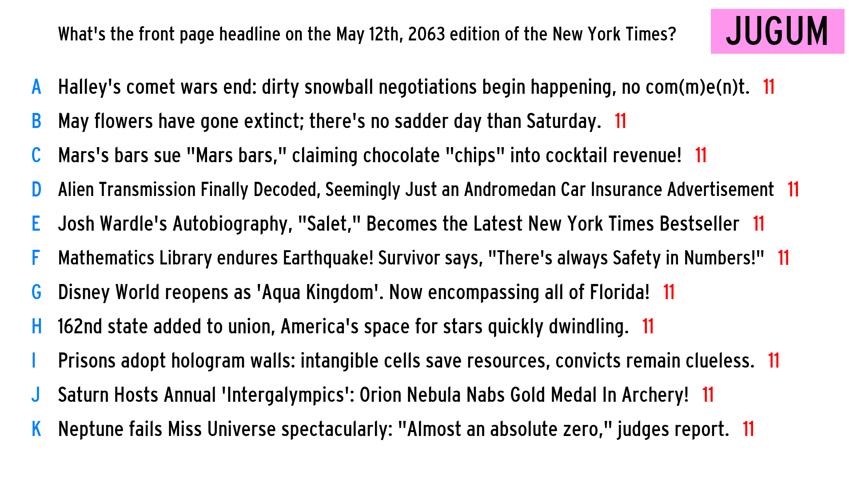 What's the front page headline on the May 12th, 2063 edition of the New York Times?
JUGUM
A Halley's comet wars end: dirty snowball negotiations begin happening, no com(m)e(n)t. 11
B May flowers have gone extinct; there's no sadder day than Saturday. 11
C Mars's bars sue "Mars bars," claiming chocolate "chips" into cocktail revenue! 11
D Alien Transmission Finally Decoded, Seemingly Just an Andromedan Car Insurance Advertisement 11
E Josh Wardle's Autobiography, "Salet," Becomes the Latest New York Times Bestseller 11
F Mathematics Library endures Earthquake! Survivor says, "There's always Safety in Numbers!" 11
G Disney World reopens as 'Aqua Kingdom'. Now encompassing all of Florida! 11
H 162nd state added to union, America's space for stars quickly dwindling. 11
I Prisons adopt hologram walls: intangible cells save resources, convicts remain clueless. 11
J Saturn Hosts Annual 'Intergalympics': Orion Nebula Nabs Gold Medal In Archery! 11
K Neptune fails Miss Universe spectacularly: "Almost an absolute zero," judges report. 11